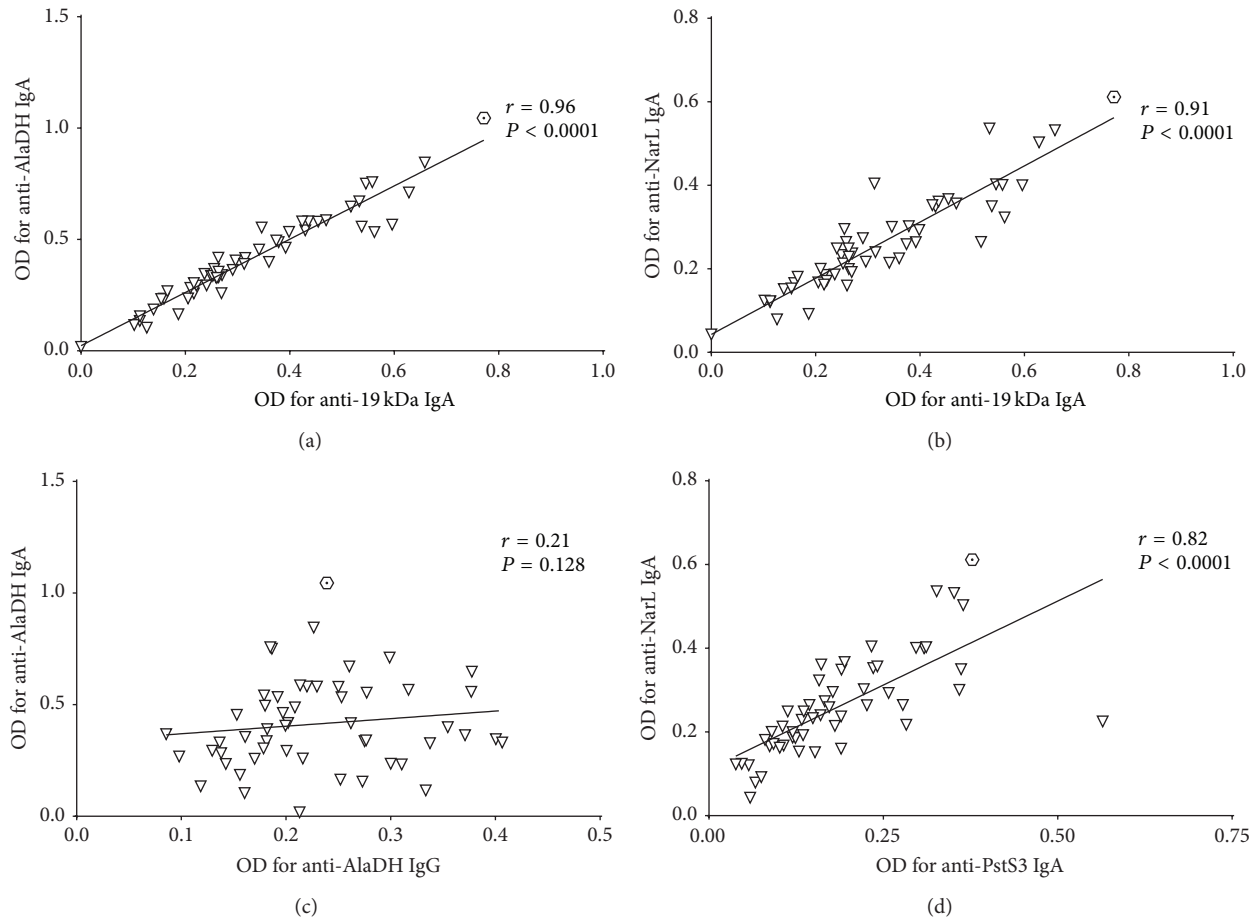 1.5
1.0
0.5
0
0.0
0.2
0.4
0.6
0.8
1.0
OD for anti-AlaDH IgA
r = 0.96
P < 0.0001
OD for anti-19 kDa IgA
(a)
0.8
0.6
0.4
0.2
0.0
0.0
0.2
0.4
0.6
0.8
1.0
OD for anti-NarL IgA
r = 0.91
P < 0.0001
OD for anti-19 kDa IgA
(b)
1.5
1.0
0.5
0.0
0.0
0.1
0.2
0.3
0.4
0.5
OD for anti-AlaDH IgA
r = 0.21
P = 0.128
OD for anti-AlaDH IgG
(c)
0.8
0.6
0.4
0.2
0.0
0.00
0.25
0.50
0.75
OD for anti-NarL IgA
r = 0.82
P < 0.0001
OD for anti-PstS3 IgA
(d)